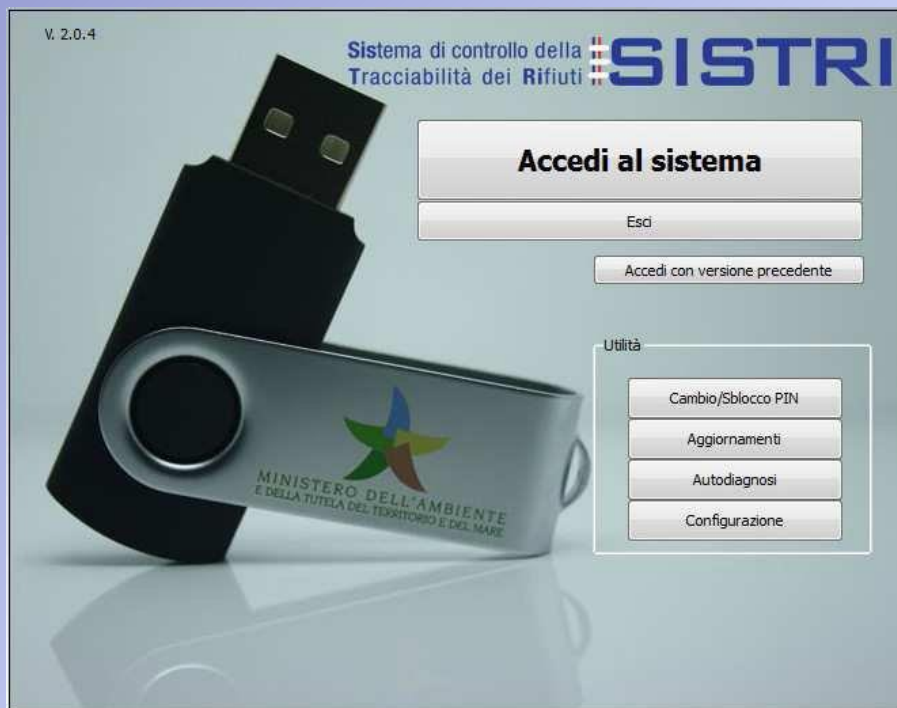 V. 2.0.4
Sistema di controllo della
Tracciabilità dei Rifiuti
SISTRI
Accedi al sistema
Esci
Accedi con versione precedente
Utilità
Cambio/Sblocco PIN
Aggiornamenti
Autodiagnosi
Configurazione
MINISTERO DELL'AMBIENTE
E DELLA TUTELA DEL TERRITORIO E DEL MARE